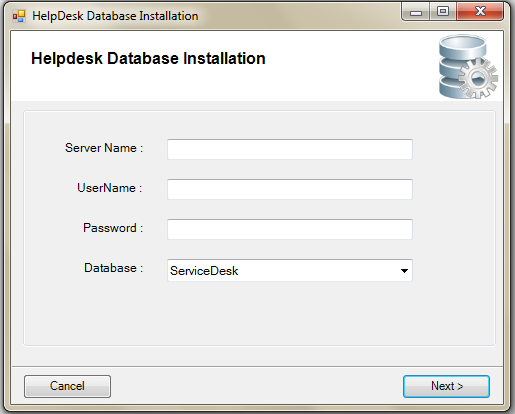 HelpDesk Database Installation
Helpdesk Database Installation
Server Name :
UserName :
Password :
Database : ServiceDesk
Cancel Next >